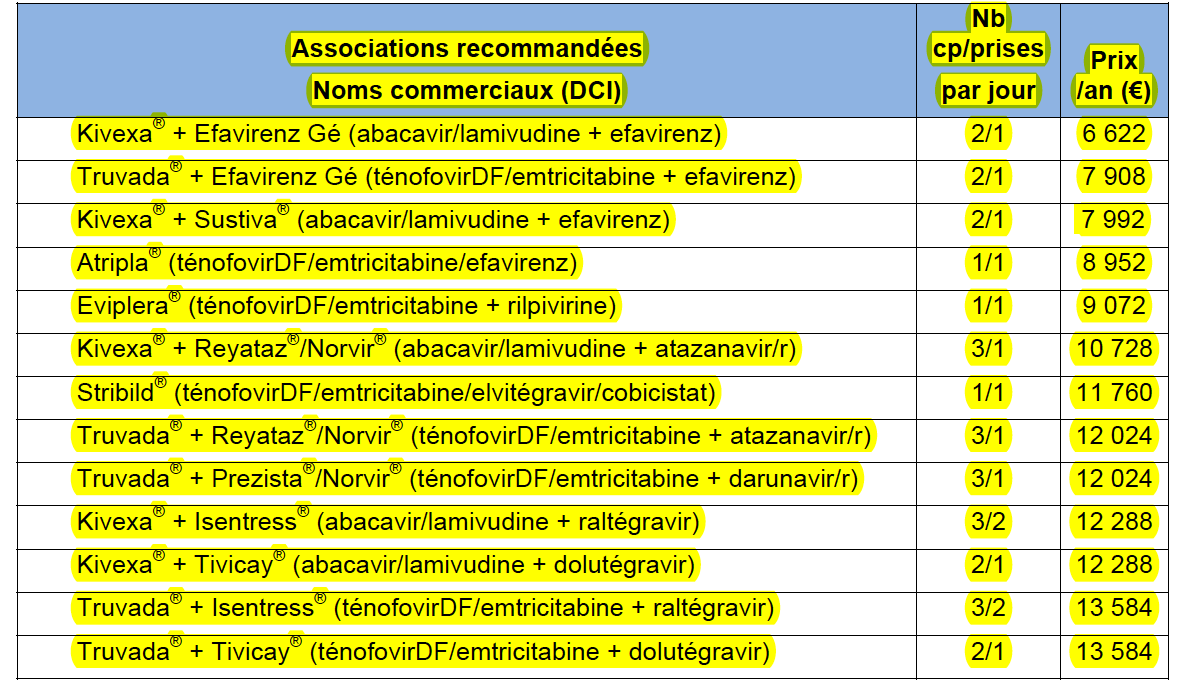 Associations recommandées
Noms commerciaux (DCI)
Nb
cp/prises
par jour
Prix
/an (€)
Kivexa® + Efavirenz Gé (abacavir/lamivudine + efavirenz) 2/1 6 622
Truvada® + Efavirenz Gé (ténofovirDF/emtricitabine + efavirenz) 2/1 7 908
Kivexa® + Sustiva® (abacavir/lamivudine + efavirenz) 2/1 7 992
Atripla® (ténofovirDF/emtricitabine/efavirenz) 1/1 8 952
Eviplera® (ténofovirDF/emtricitabine + rilpivirine) 1/1 9 072
Kivexa® + Reyataz®/Norvir® (abacavir/lamivudine + atazanavir/r) 3/1 10 728
Stribild® (ténofovirDF/emtricitabine/elvitégravir/cobicistat) 1/1 11 760
Truvada® + Reyataz®/Norvir® (ténofovirDF/emtricitabine + atazanavir/r) 3/1 12 024
Truvada® + Prezista®/Norvir® (ténofovirDF/emtricitabine + darunavir/r) 3/1 12 024
Kivexa® + Isentress® (abacavir/lamivudine + raltégravir) 3/2 12 288
Kivexa® + Tivicay® (abacavir/lamivudine + dolutégravir) 2/1 12 288
Truvada® + Isentress® (ténofovirDF/emtricitabine + raltégravir) 3/2 13 584
Truvada® + Tivicay® (ténofovirDF/emtricitabine + dolutégravir) 2/1 13 584